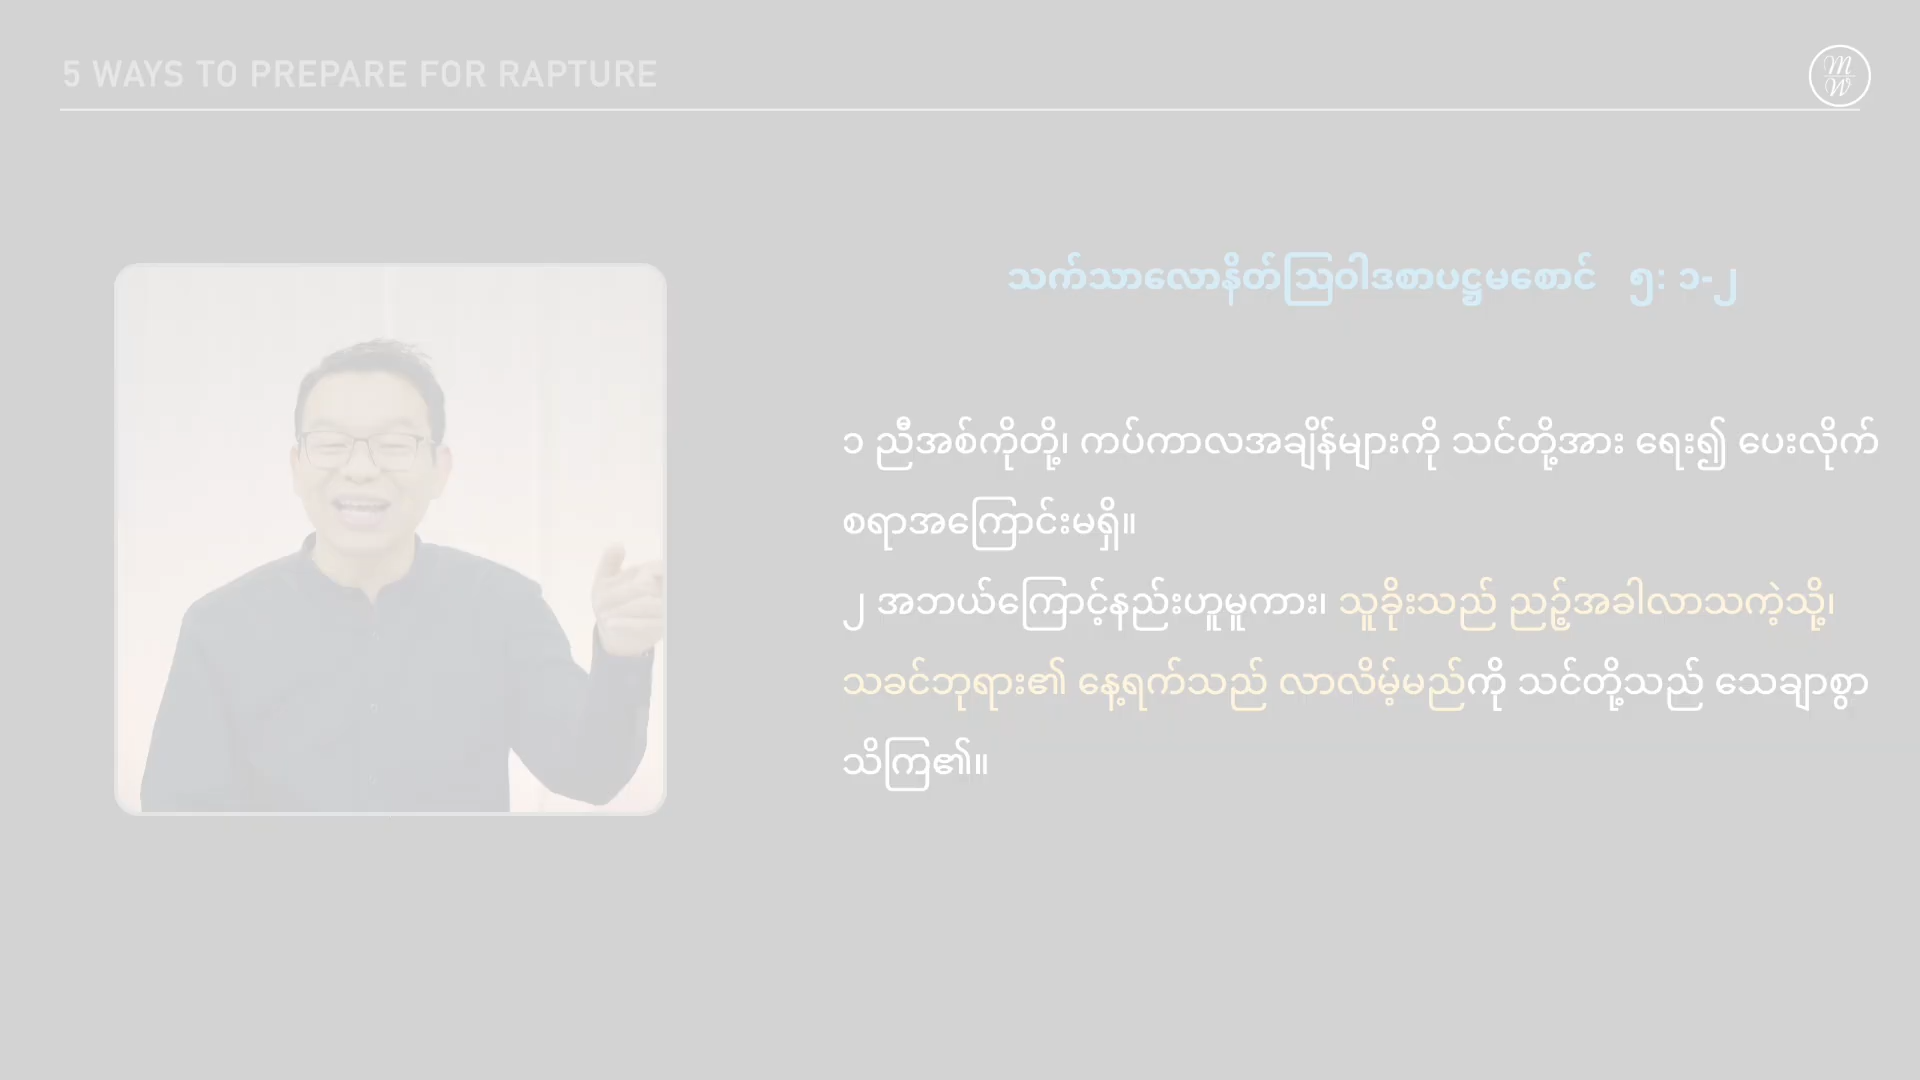 5 WAYS TO PREPARE FOR RAPTURE
M
W
သက်သာလောနိတ်ဩဝါဒစာပဋ္ဌမစောင် ၅: ၁-၂
၁ ညီအစ်ကိုတို့၊ ကပ်ကာလအချိန်များကို သင်တို့အား ရေး၍ ပေးလိုက်
စရာအကြောင်းမရှိ။
၂ အဘယ်ကြောင့်နည်းဟူမူကား၊ သူခိုးသည် ညဉ့်အခါလာသကဲ့သို့၊
သခင်ဘုရား၏ နေ့ရက်သည် လာလိမ့်မည်ကို သင်တို့သည် သေချာစွာ
သိကြ၏။